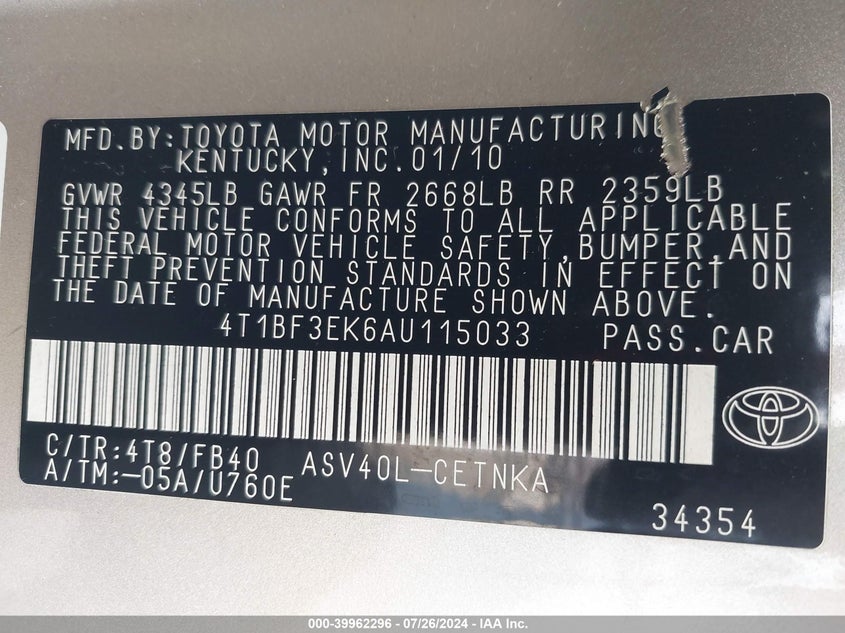 MFD.BY:TOYOTA MOTOR MANUFACTURING
KENTUCKY,INC.01/10
GVWR 4345LB GAWR FR 2668LB RR 2359LB
THIS VEHICLE CONFORMS TO ALL APPLICABLE
FEDERAL MOTOR VEHICLE SAFETY,BUMPER,AND
THEFT PREVENTION STANDARDS IN EFFECT ON
THE DATE OF MANUFACTURE SHOWN ABOVE.
4T1BF3EK6AU115033 PASS.CAR
C/TR:4T8/FB40 ASV40L-CETNKA
A/TM:-05A/U760E
34354
000-39962296 - 07/26/2024 - IAA Inc.